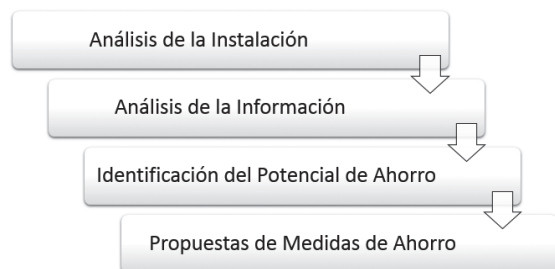 Análisis de la Instalación
Análisis de la Información
Identificación del Potencial de Ahorro
Propuestas de Medidas de Ahorro